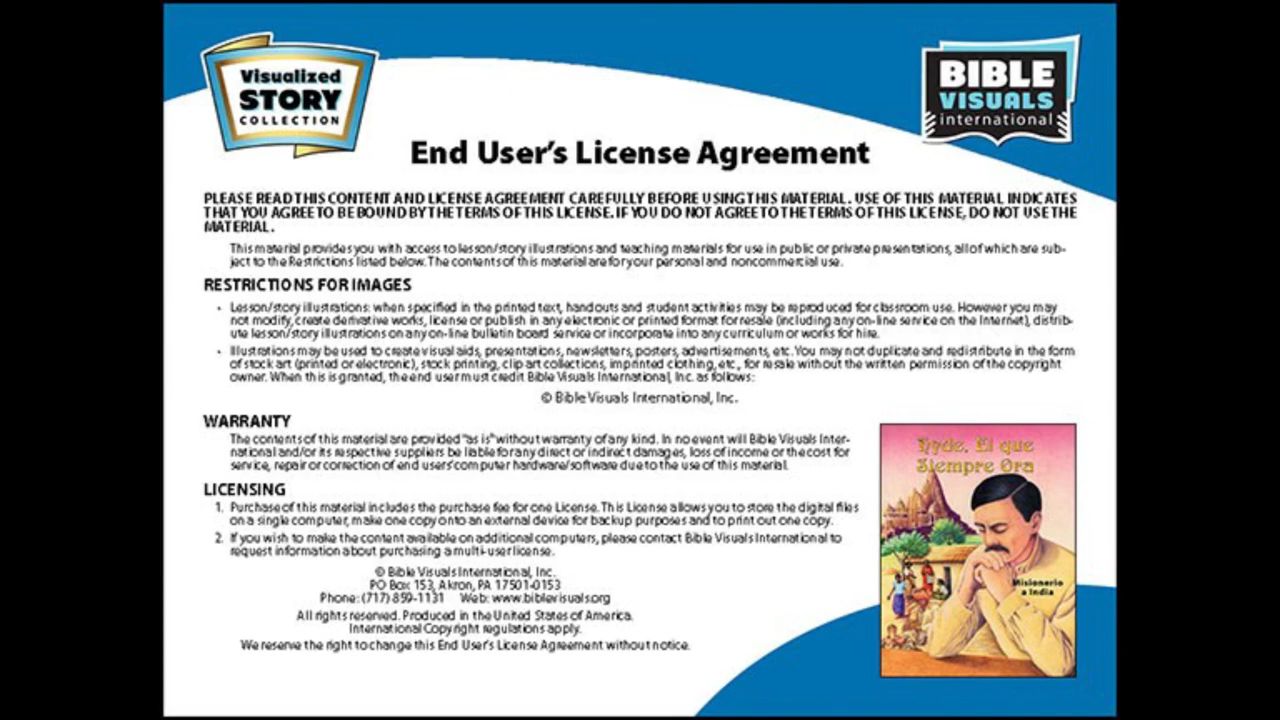 Visualized
STORY
COLLECTION
BIBLE
VISUALS
international
End User's License Agreement
PLEASE READ THIS CONTENT AND LICENSE AGREEMENT CAREFULLY BEFORE USING THIS MATERIAL. USE OF THIS MATERIAL INDICATES
THAT YOU AGREE TO BE BOUND BY THE TERMS OF THIS LICENSE. IF YOU DO NOT AGREE TO THE TERMS OF THIS LICENSE, DO NOT USE THE
MATERIAL.
This material provides you with access to lesson/story illustrations and teaching materials for use in public or private presentations, all of which are sub-
ject to the Restrictions listed below. The contents of this material are for your personal and noncommercial use.
RESTRICTIONS FOR IMAGES
• Lesson/story illustrations: when specified in the printed text, handouts and student activities may be reproduced for classroom use. However you may
not modify, create derivative works, license or publish in any electronic or printed format for resale (including any on-line service on the Internet), distrib-
ute lesson/story illustrations on any on-line bulletin board service or incorporate into any curriculum or works for hire.
• Illustrations may be used to create visual aids, presentations, newsletters, posters, advertisements, etc. You may not duplicate and redistribute in the form
of stock art (printed or electronic), stock printing, clip art collections, imprinted clothing, etc., for resale without the written permission of the copyright
owner. When this is granted, the end user must credit Bible Visuals International, Inc. as follows:
© Bible Visuals International, Inc.
WARRANTY
The contents of this material are provided "as is" without warranty of any kind. In no event will Bible Visuals Inter-
national and/or its respective suppliers be liable for any direct or indirect damages, loss of income or the cost for
service, repair or correction of end users' computer hardware/software due to the use of this material.
LICENSING
1. Purchase of this material includes the purchase fee for one License. This License allows you to store the digital files
on a single computer, make one copy onto an external device for backup purposes and to print out one copy.
2. If you wish to make the content available on additional computers, please contact Bible Visuals International to
request information about purchasing a multi-user license.
© Bible Visuals International, Inc.
PO Box 153, Akron, PA 17501-0153
Phone: (717) 859-1131 Web: www.biblevisuals.org
All rights reserved. Produced in the United States of America.
International Copyright regulations apply.
We reserve the right to change this End User's License Agreement without notice.
Hyde, El que
Siempre Ora
Misionerio
a India